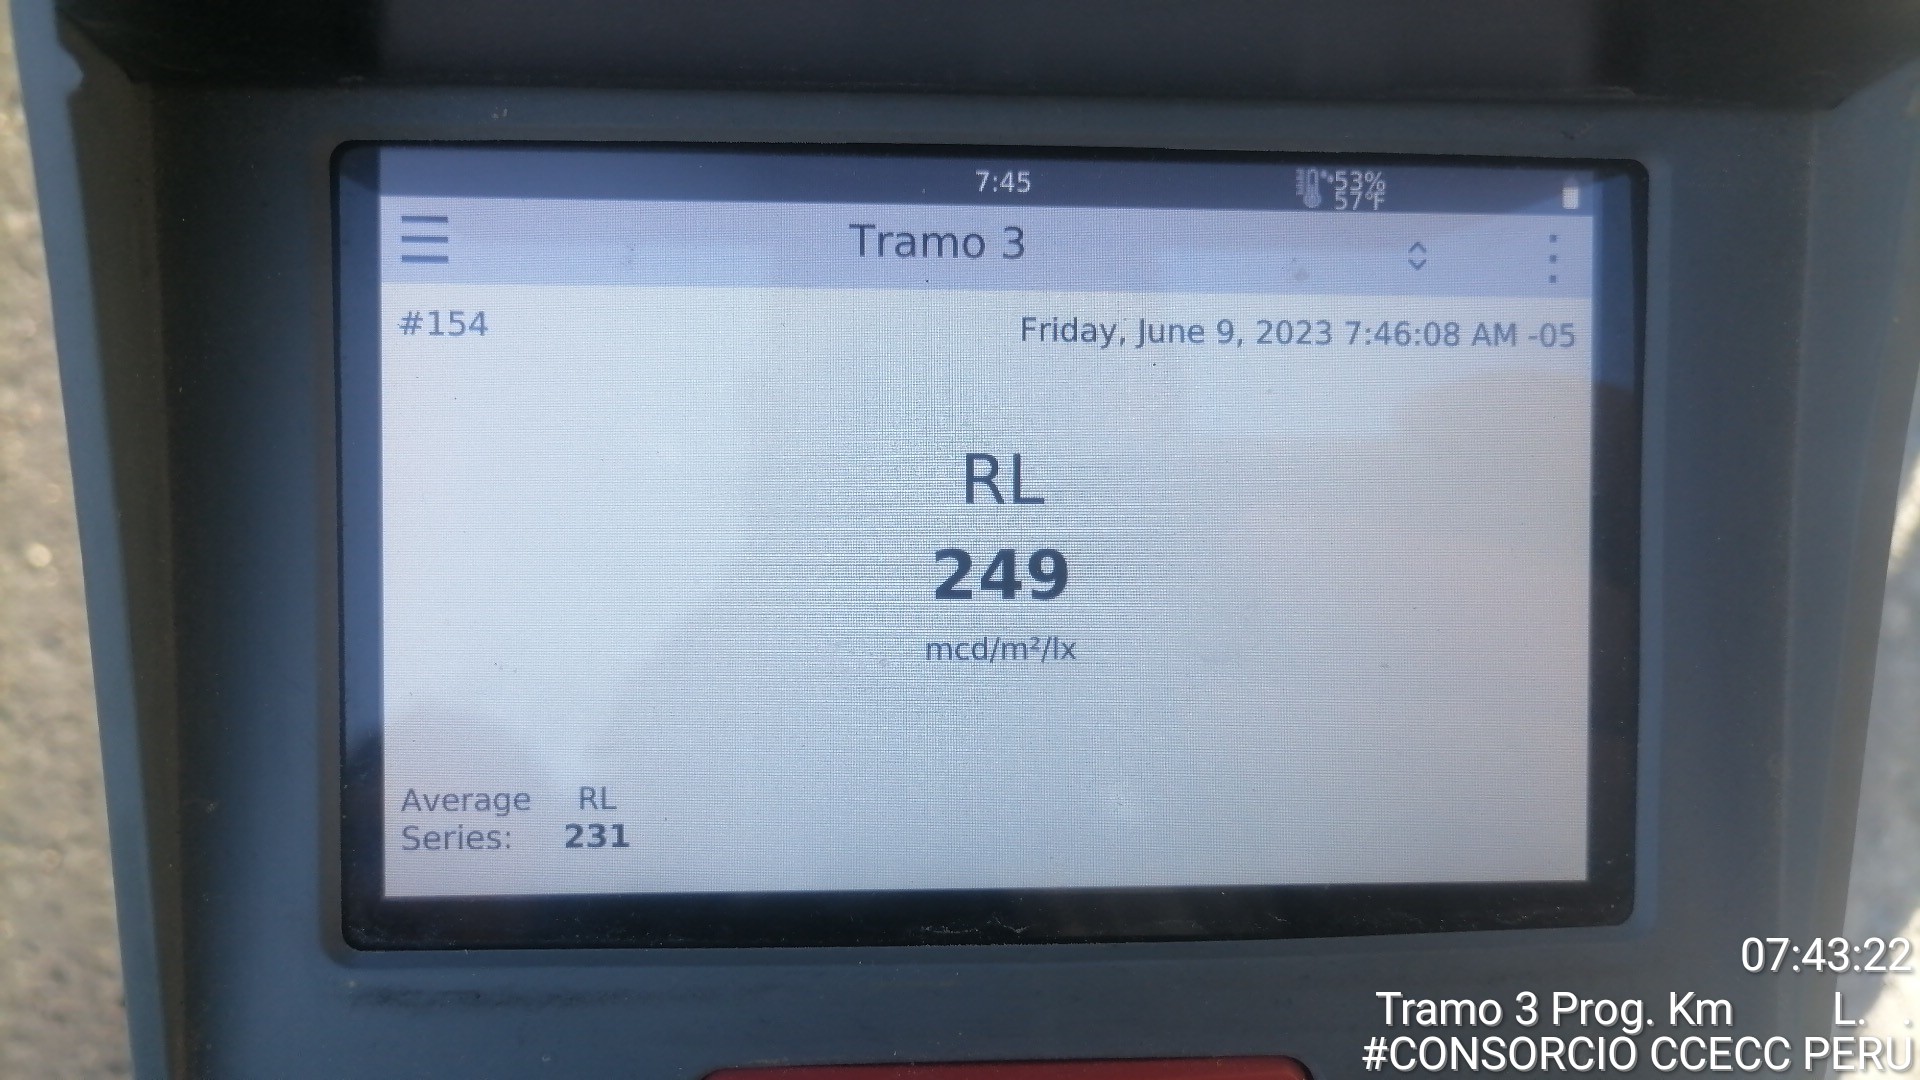 7:45
53%
57°F
Tramo 3
#154
Friday, June 9, 2023 7:46:08 AM -05
RL
249
mcd/m²/lx
Average RL
Series: 231
07:43:22
Tramo 3 Prog. Km L. .
#CONSORCIO CCECC PERU